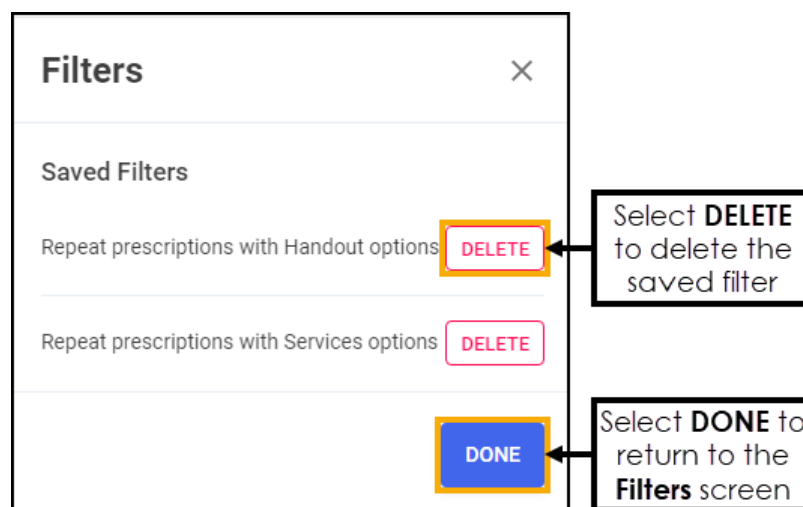 Filters
Saved Filters
Repeat prescriptions with Handout options DELETE
Select DELETE
to delete the
saved filter
Repeat prescriptions with Services options DELETE
DONE
Select DONE to
return to the
Filters screen